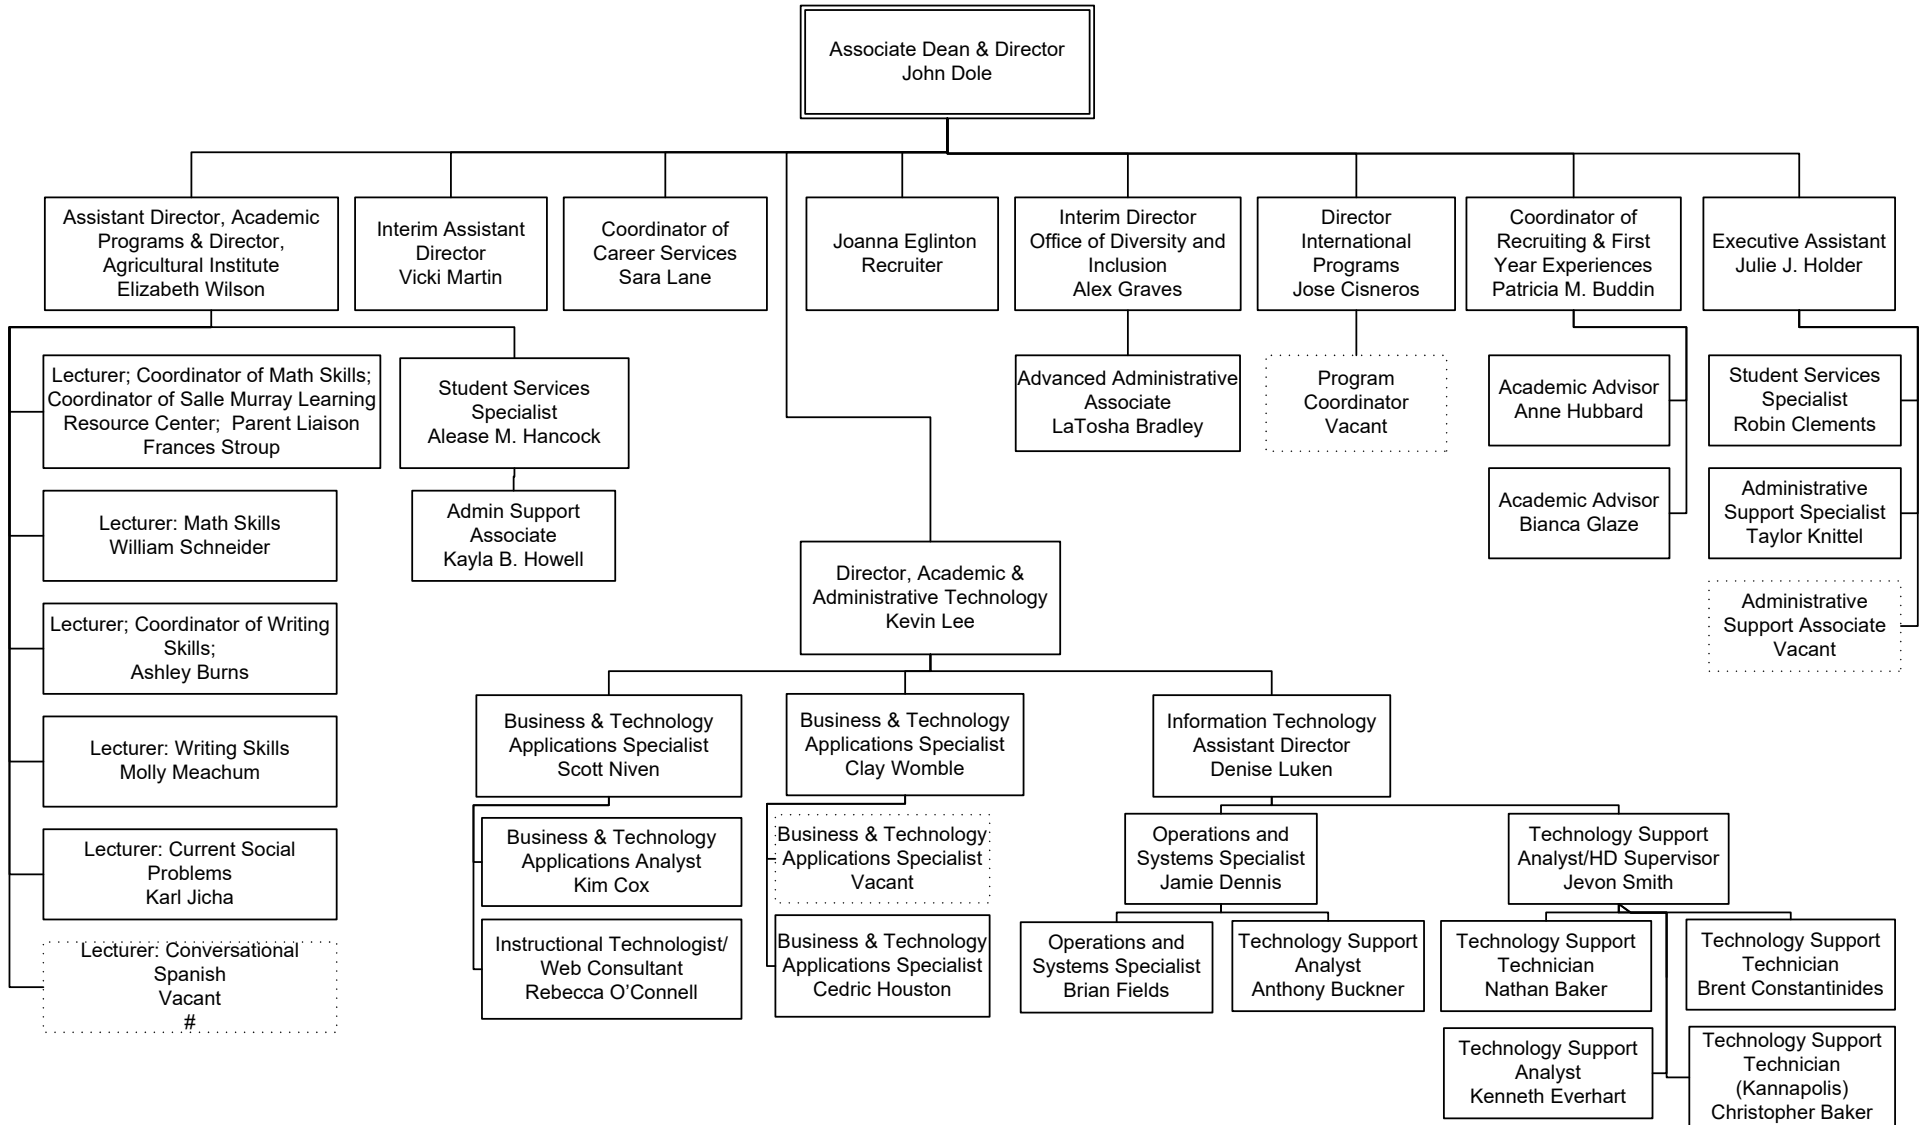 Associate Dean & Director
John Dole
Assistant Director, Academic
Programs & Director,
Agricultural Institute
Elizabeth Wilson
Interim Assistant
Director
Vicki Martin
Coordinator of
Career Services
Sara Lane
Joanna Eglinton
Recruiter
Interim Director
Office of Diversity and
Inclusion
Alex Graves
Director
International
Programs
Jose Cisneros
Coordinator of
Recruiting & First
Year Experiences
Patricia M. Buddin
Executive Assistant
Julie J. Holder
Lecturer; Coordinator of Math Skills;
Coordinator of Salle Murray Learning
Resource Center;  Parent Liaison
Frances Stroup
Student Services
Specialist
Alease M. Hancock
Advanced Administrative
Associate
LaTosha Bradley
Program
Coordinator
Vacant
Academic Advisor
Anne Hubbard
Student Services
Specialist
Robin Clements
Lecturer: Math Skills
William Schneider
Admin Support
Associate
Kayla B. Howell
Academic Advisor
Bianca Glaze
Administrative
Support Specialist
Taylor Knittel
Director, Academic &
Administrative Technology
Kevin Lee
Administrative
Support Associate
Vacant
Lecturer; Coordinator of Writing
Skills;
Ashley Burns
Lecturer: Writing Skills
Molly Meachum
Business & Technology
Applications Specialist
Scott Niven
Business & Technology
Applications Specialist
Clay Womble
Information Technology
Assistant Director
Denise Luken
Lecturer: Current Social
Problems
Karl Jicha
Business & Technology
Applications Analyst
Kim Cox
Business & Technology
Applications Specialist
Vacant
Operations and
Systems Specialist
Jamie Dennis
Technology Support
Analyst/HD Supervisor
Jevon Smith
Lecturer: Conversational
Spanish
Vacant
#
Instructional Technologist/
Web Consultant
Rebecca O’Connell
Business & Technology
Applications Specialist
Cedric Houston
Operations and
Systems Specialist
Brian Fields
Technology Support
Analyst
Anthony Buckner
Technology Support
Technician
Nathan Baker
Technology Support
Technician
Brent Constantinides
Technology Support
Analyst
Kenneth Everhart
Technology Support
Technician
(Kannapolis)
Christopher Baker